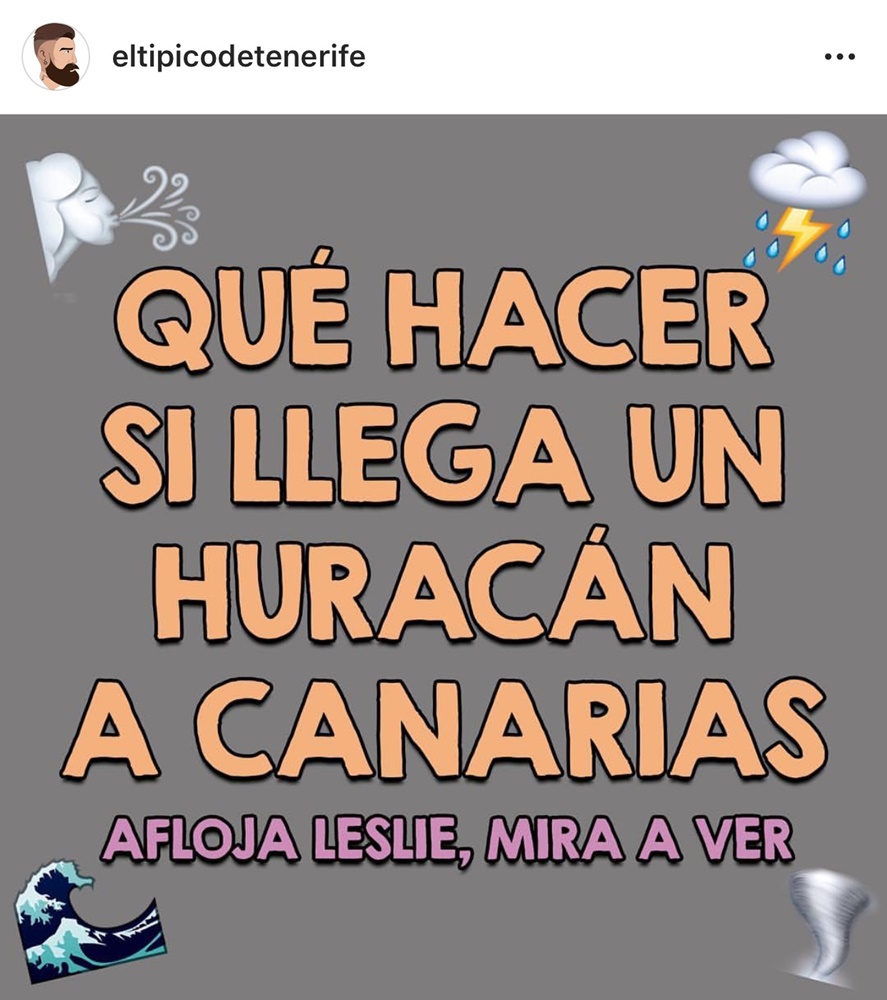 eltipicodetenerife
QUÉ HACER
SI LLEGA UN
HURACÁN
A CANARIAS
AFLOJA LESLIE, MIRA A VER